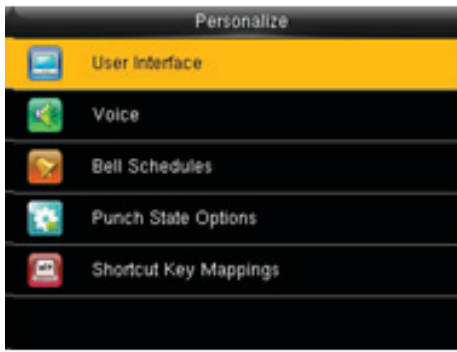 Personalize
User Interface
Voice
Bell Schedules
Punch State Options
Shortcut Key Mappings